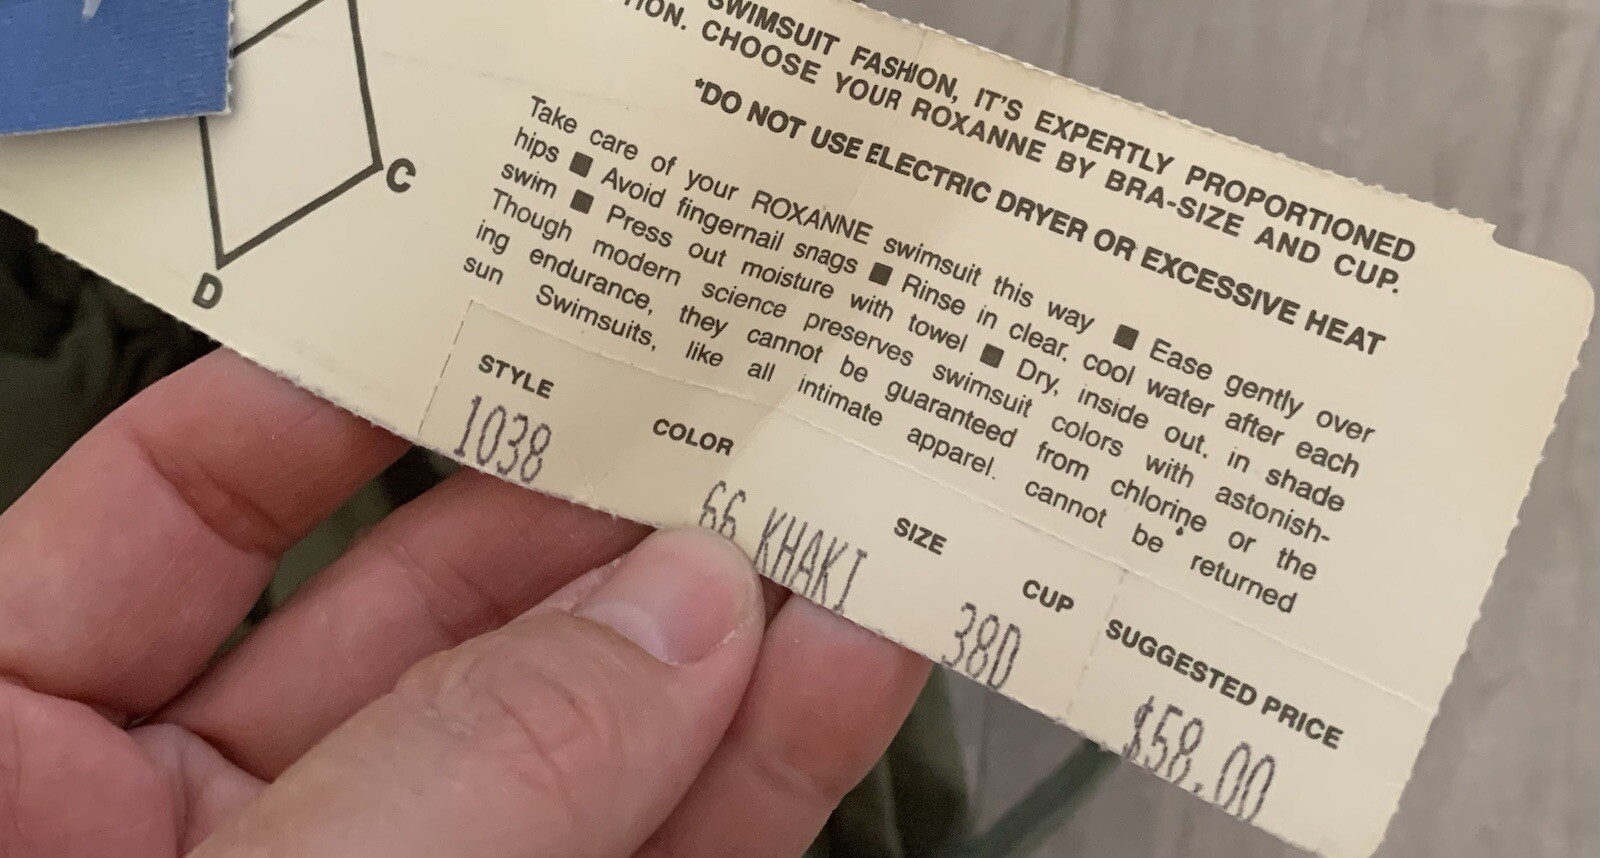 SWIMSUIT FASHION, IT'S EXPERTLY PROPORTIONED
CHOOSE YOUR ROXANNE BY BRA-SIZE AND CUP.
*DO NOT USE ELECTRIC DRYER OR EXCESSIVE HEAT
Take care of your ROXANNE swimsuit this way ■ Ease gently over
hips ■ Avoid fingernail snags ■ Rinse in clear, cool water after each
swim ■ Press out moisture with towel ■ Dry, inside out, in shade
Though modern science preserves swimsuit colors with astonish-
ing endurance, they cannot be guaranteed from chlorine or the
sun Swimsuits, like all intimate apparel. cannot be returned
C
D
STYLE COLOR SIZE CUP SUGGESTED PRICE
1038 66 KHAKI 38D $58.00